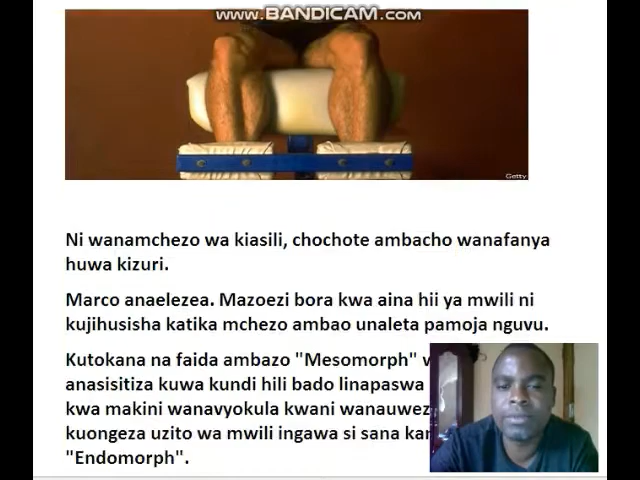 www.BANDICAM.com
Getty
Ni wanamchezo wa kiasili, chochote ambacho wanafanya
huwa kizuri.
Marco anaelezea. Mazoezi bora kwa aina hii ya mwili ni
kujihusisha katika mchezo ambao unaleta pamoja nguvu.
Kutokana na faida ambazo "Mesomorph"
anasisitiza kuwa kundi hili bado linapaswa
kwa makini wanavyokula kwani
kuongeza uzito wa mwili ingawa si sana
"Endomorph".